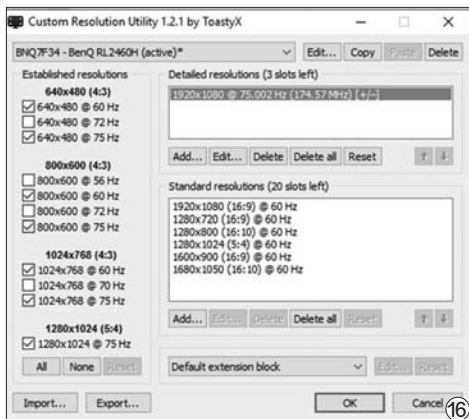 Custom Resolution Utility 1.2.1 by ToastyX
BNQ7F34 - BenQ RL2460H (active)*
Edit... Copy Paste Delete
Established resolutions
640x480 (4:3)
640x480 @ 60 Hz
640x480 @ 72 Hz
640x480 @ 75 Hz
800x600 (4:3)
800x600 @ 56 Hz
800x600 @ 60 Hz
800x600 @ 72 Hz
800x600 @ 75 Hz
1024x768 (4:3)
1024x768 @ 60 Hz
1024x768 @ 70 Hz
1024x768 @ 75 Hz
1280x1024 (5:4)
1280x1024 @ 75 Hz
All None Reset
Detailed resolutions (3 slots left)
1920x1080 @ 75.002 Hz (174.57 MHz) [+/-]
Add... Edit... Delete Delete all Reset
Standard resolutions (20 slots left)
1920x1080 (16:9) @ 60 Hz
1280x720 (16:9) @ 60 Hz
1280x800 (16:10) @ 60 Hz
1280x1024 (5:4) @ 60 Hz
1600x900 (16:9) @ 60 Hz
1680x1050 (16:10) @ 60 Hz
Add... Edit... Delete Delete all Reset
Default extension block
Edit... Reset
Import... Export...
OK Cancel
⑯